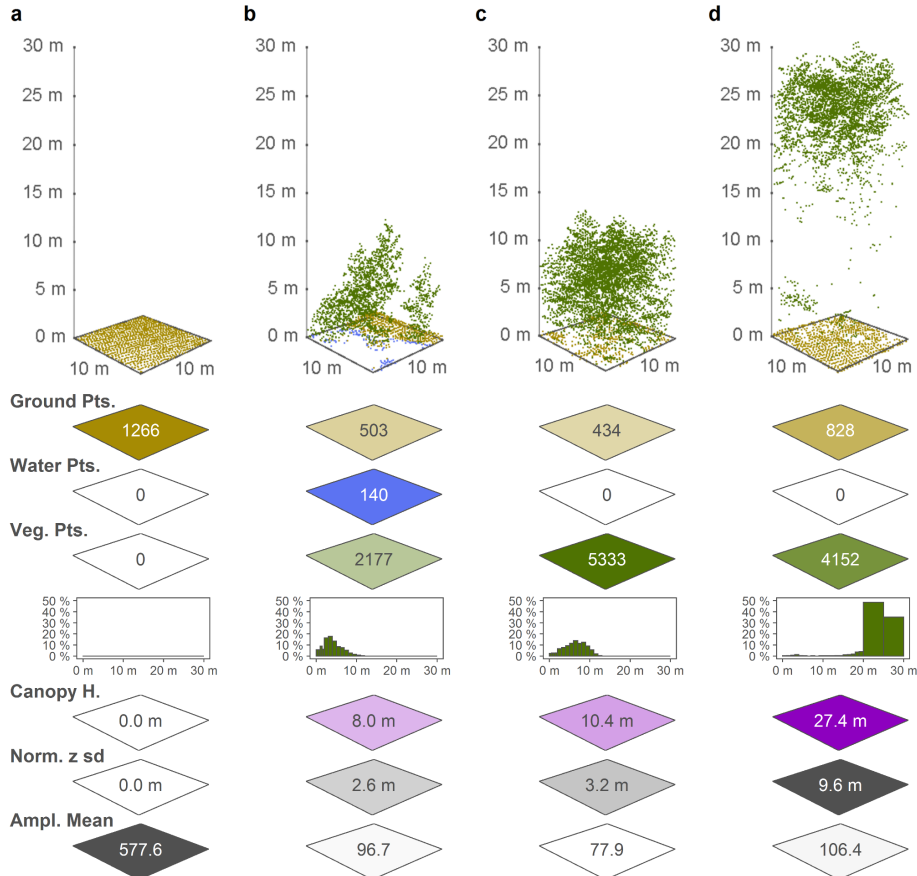 a b c d
30 m 30 m 30 m 30 m
25 m 25 m 25 m 25 m
20 m 20 m 20 m 20 m
15 m 15 m 15 m 15 m
10 m 10 m 10 m 10 m
5 m 5 m 5 m 5 m
0 m 0 m 0 m 0 m
10 m 10 m 10 m 10 m 10 m 10 m 10 m 10 m
Ground Pts.
1266 503 434 828
Water Pts.
0 140 0 0
Veg. Pts.
0 2177 5333 4152
50 % 50 % 50 % 50 %
40 % 40 % 40 % 40 %
30 % 30 % 30 % 30 %
20 % 20 % 20 % 20 %
10 % 10 % 10 % 10 %
0 % 0 % 0 % 0 %
0 m 10 m 20 m 30 m 0 m 10 m 20 m 30 m 0 m 10 m 20 m 30 m 0 m 10 m 20 m 30 m
Canopy H.
0.0 m 8.0 m 10.4 m 27.4 m
Norm. z sd
0.0 m 2.6 m 3.2 m 9.6 m
Ampl. Mean
577.6 96.7 77.9 106.4